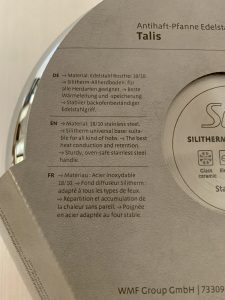 Antihaft-Pfanne Edelsta
Talis
DE → Material: Edelstahl Rostfrei 18/10.
→ Silitherm-Allherdboden: für
alle Herdarten geeignet. → Beste
Wärmeleitung und -speicherung.
→ Stabiler backofenbeständiger
Edelstahlgriff.
EN → Material: 18/10 stainless steel.
→ Silitherm universal base: suita-
ble for all kind of hobs. → The best
heat conduction and retention.
→ Sturdy, oven-safe stainless steel
handle.
FR → Matériau: Acier inoxydable
18/10. → Fond diffuseur Silitherm:
adapté à tous les types de feux.
→ Répartition et accumulation de
la chaleur sans pareil. → Poignée
en acier adaptée au four stable.
SILITHERM
Glass
ceramic
Sta
WMF Group GmbH | 73309